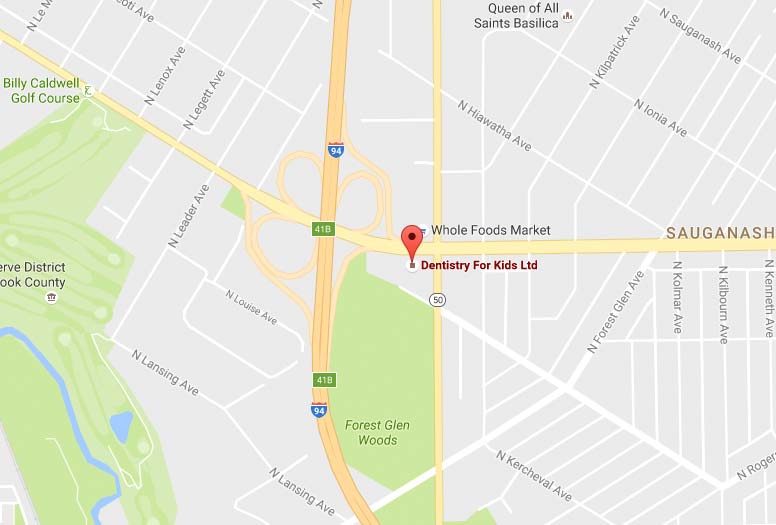 N Le M
coti Ave
N Lenox Ave
N Legett Ave
Queen of All
Saints Basilica
N Sauganash Ave
N Kilpatrick Ave
N Ionia Ave
N Hiawatha Ave
Billy Caldwell
Golf Course
94
41B
N Leader Ave
Whole Foods Market
SAUGANASH
Dentistry For Kids Ltd
erve District
ook County
50
N Louise Ave
N Forest Glen Ave
N Kolmar Ave
N Kilbourn Ave
N Kenneth Ave
N Lansing Ave
41B
94
Forest Glen
Woods
N Kercheval Ave
N Rogers
N Lansing Ave